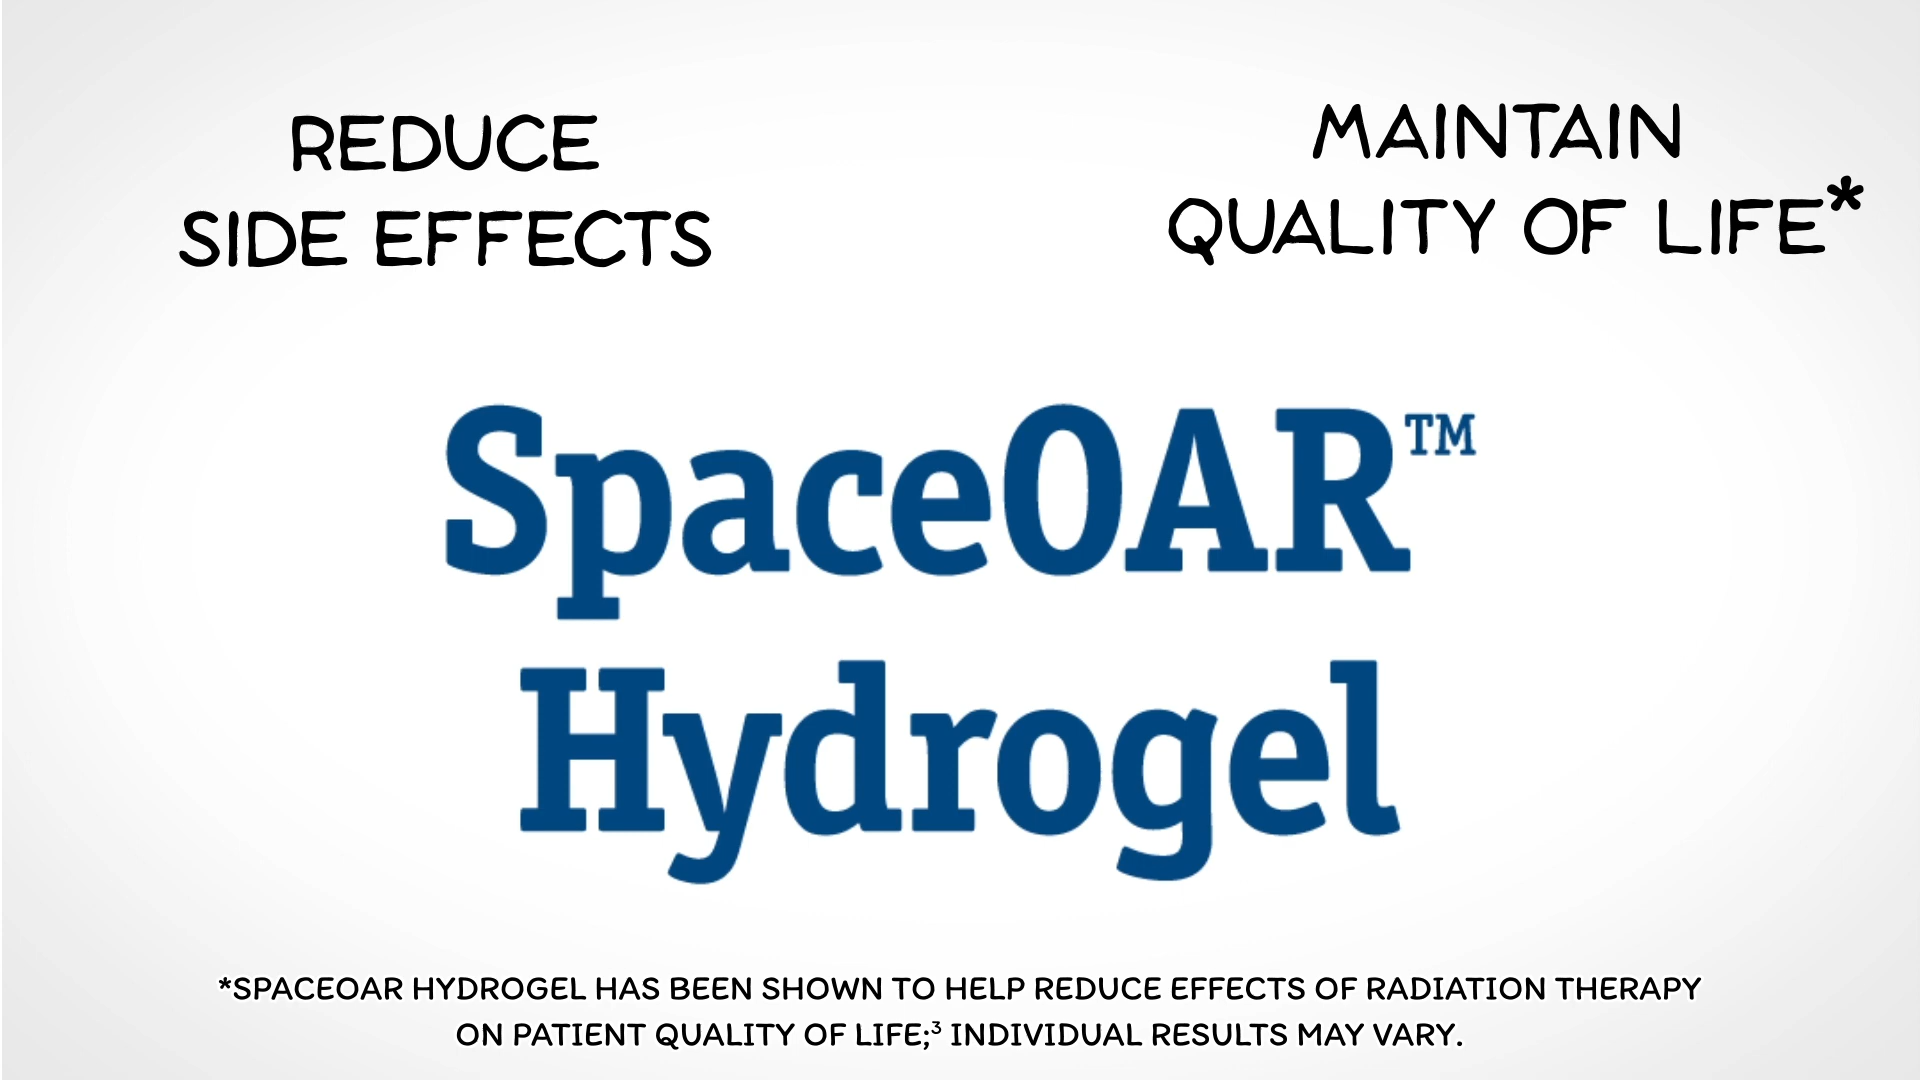 REDUCE
SIDE EFFECTS
MAINTAIN
QUALITY OF LIFE*
SpaceOAR™
Hydrogel
*SPACEOAR HYDROGEL HAS BEEN SHOWN TO HELP REDUCE EFFECTS OF RADIATION THERAPY
ON PATIENT QUALITY OF LIFE;³ INDIVIDUAL RESULTS MAY VARY.